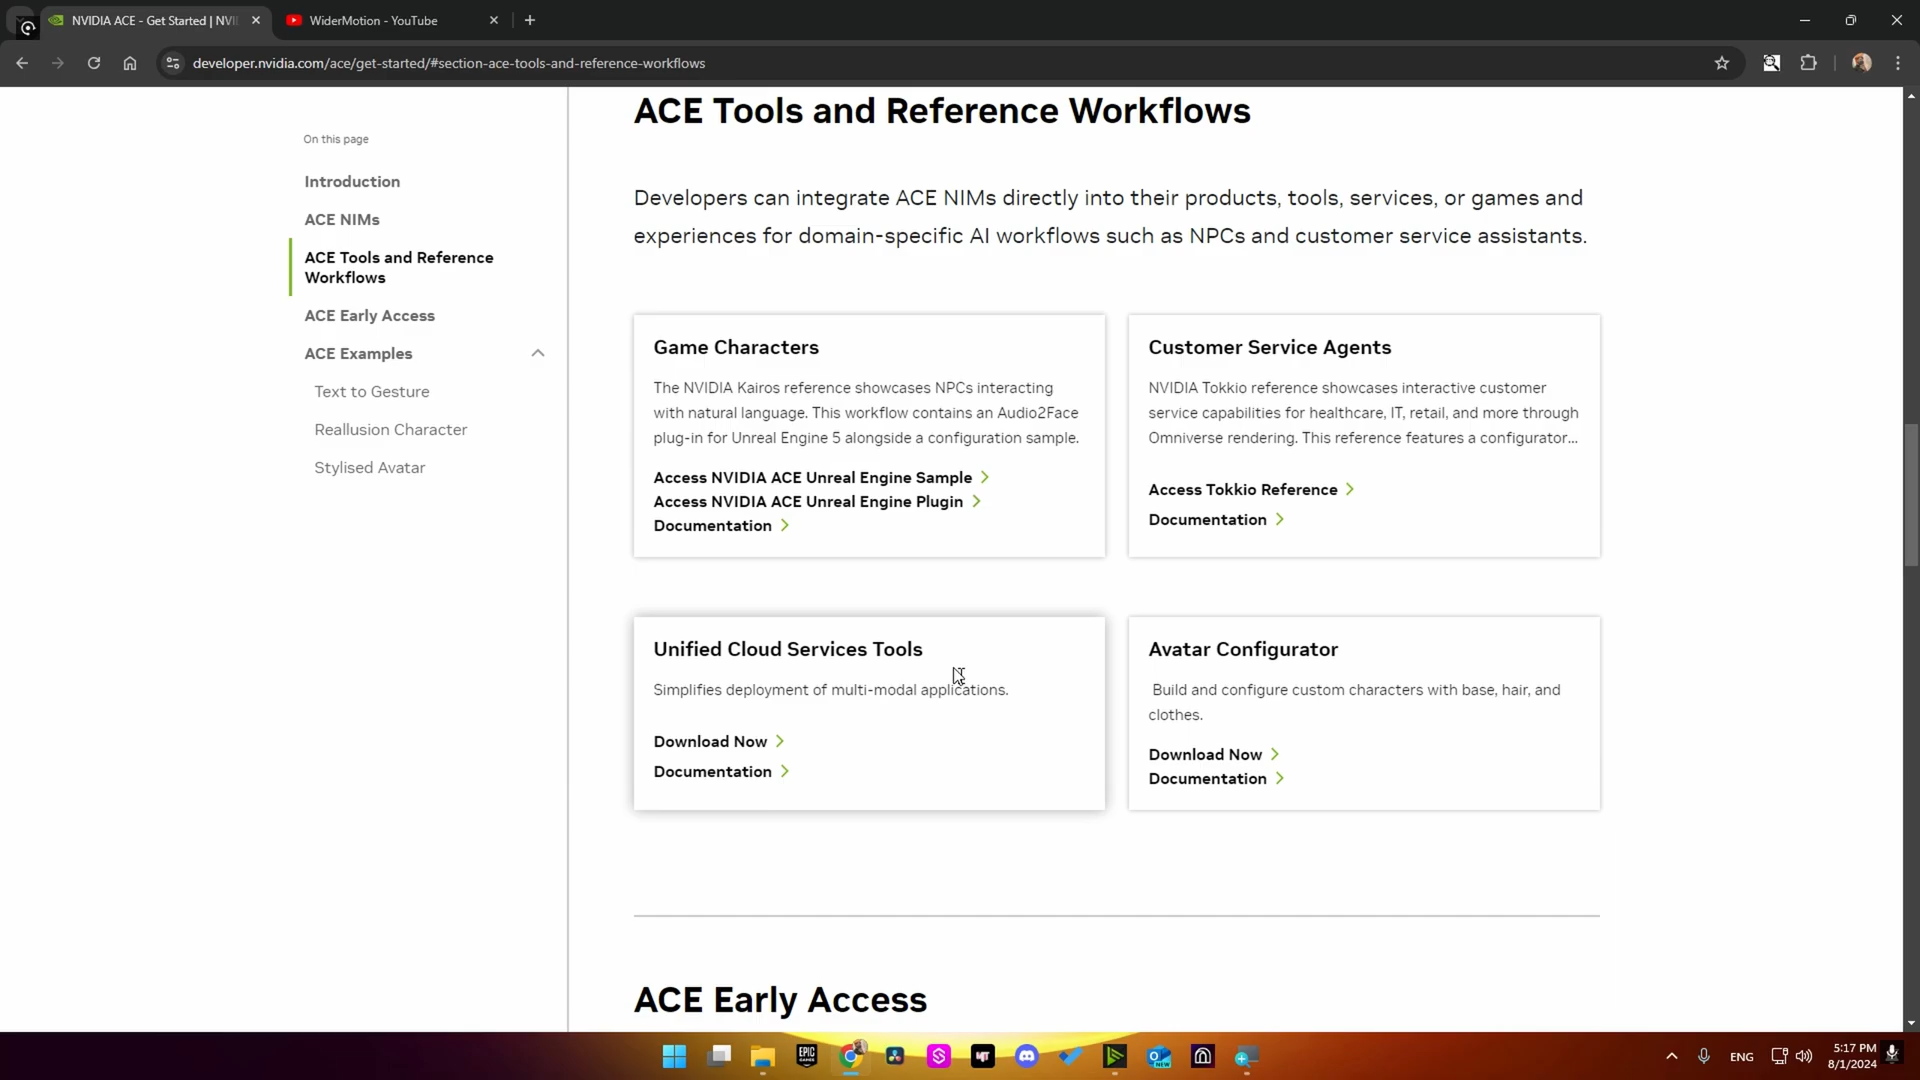 NVIDIA ACE - Get Started | NVI
WiderMotion - YouTube
developer.nvidia.com/ace/get-started/#section-ace-tools-and-reference-workflows
On this page
Introduction
ACE NIMs
ACE Tools and Reference
Workflows
ACE Early Access
ACE Examples
Text to Gesture
Reallusion Character
Stylised Avatar
ACE Tools and Reference Workflows
Developers can integrate ACE NIMs directly into their products, tools, services, or games and
experiences for domain-specific AI workflows such as NPCs and customer service assistants.
Game Characters
The NVIDIA Kairos reference showcases NPCs interacting
with natural language. This workflow contains an Audio2Face
plug-in for Unreal Engine 5 alongside a configuration sample.
Access NVIDIA ACE Unreal Engine Sample
Access NVIDIA ACE Unreal Engine Plugin
Documentation
Customer Service Agents
NVIDIA Tokkio reference showcases interactive customer
service capabilities for healthcare, IT, retail, and more through
Omniverse rendering. This reference features a configurator...
Access Tokkio Reference
Documentation
Unified Cloud Services Tools
Simplifies deployment of multi-modal applications.
Download Now
Documentation
Avatar Configurator
Build and configure custom characters with base, hair, and
clothes.
Download Now
Documentation
ACE Early Access
EPIC
GAMES
NEW
ENG
5:17 PM
8/1/2024